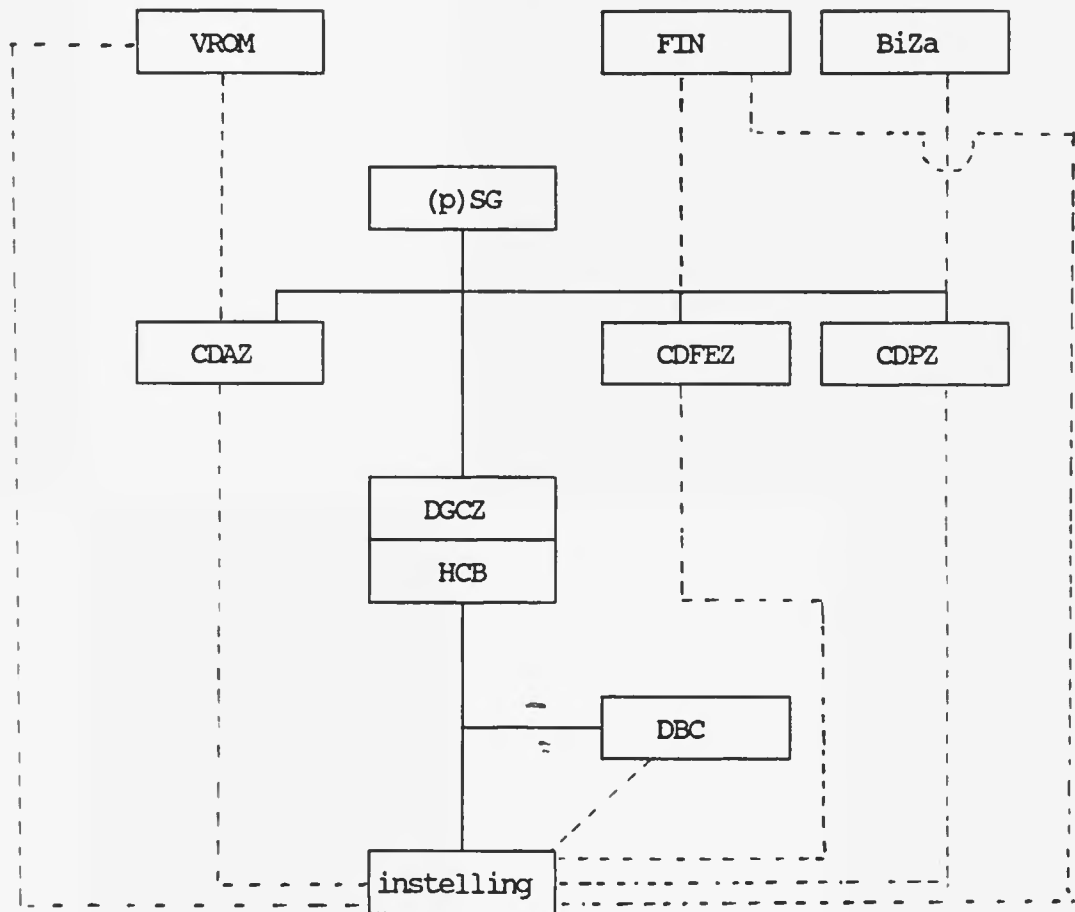 VROM
FIN
BiZa
(p)SG
CDAZ
CDFEZ
CDPZ
DGCZ
HCB
DBC
instelling